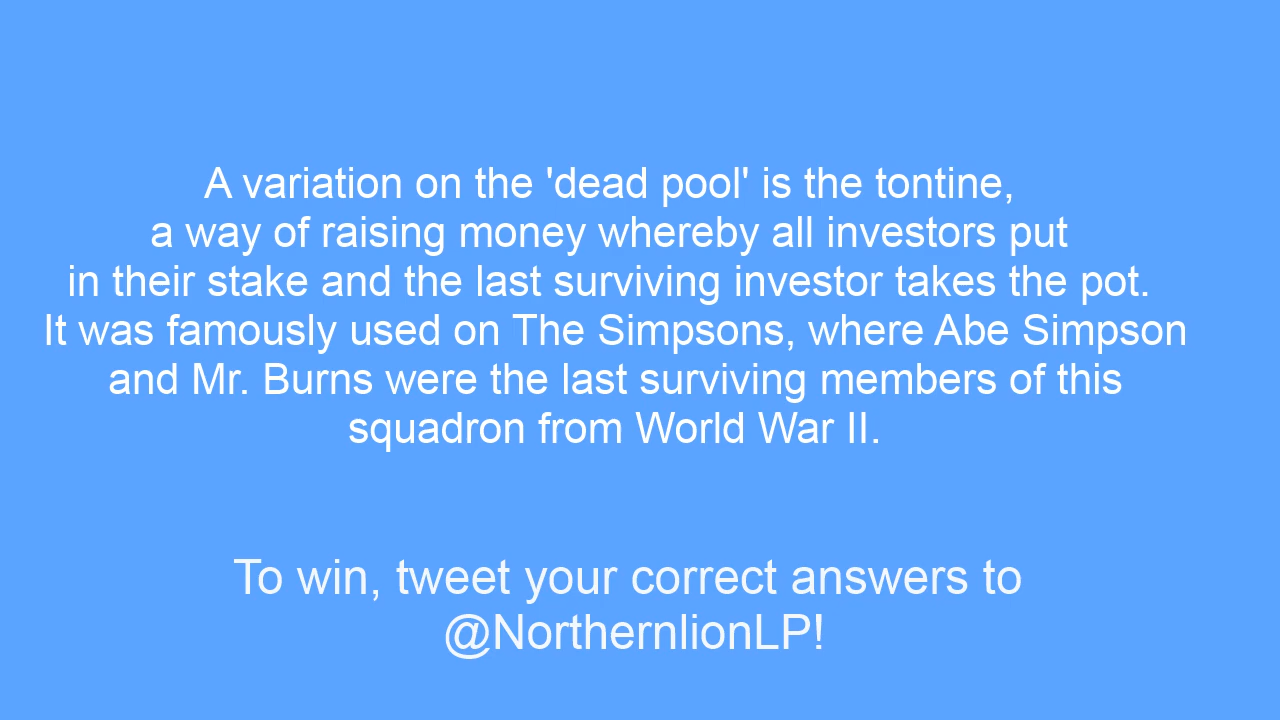 A variation on the 'dead pool' is the tontine,
a way of raising money whereby all investors put
in their stake and the last surviving investor takes the pot.
It was famously used on The Simpsons, where Abe Simpson
and Mr. Burns were the last surviving members of this
squadron from World War II.
To win, tweet your correct answers to
@NorthernlionLP!